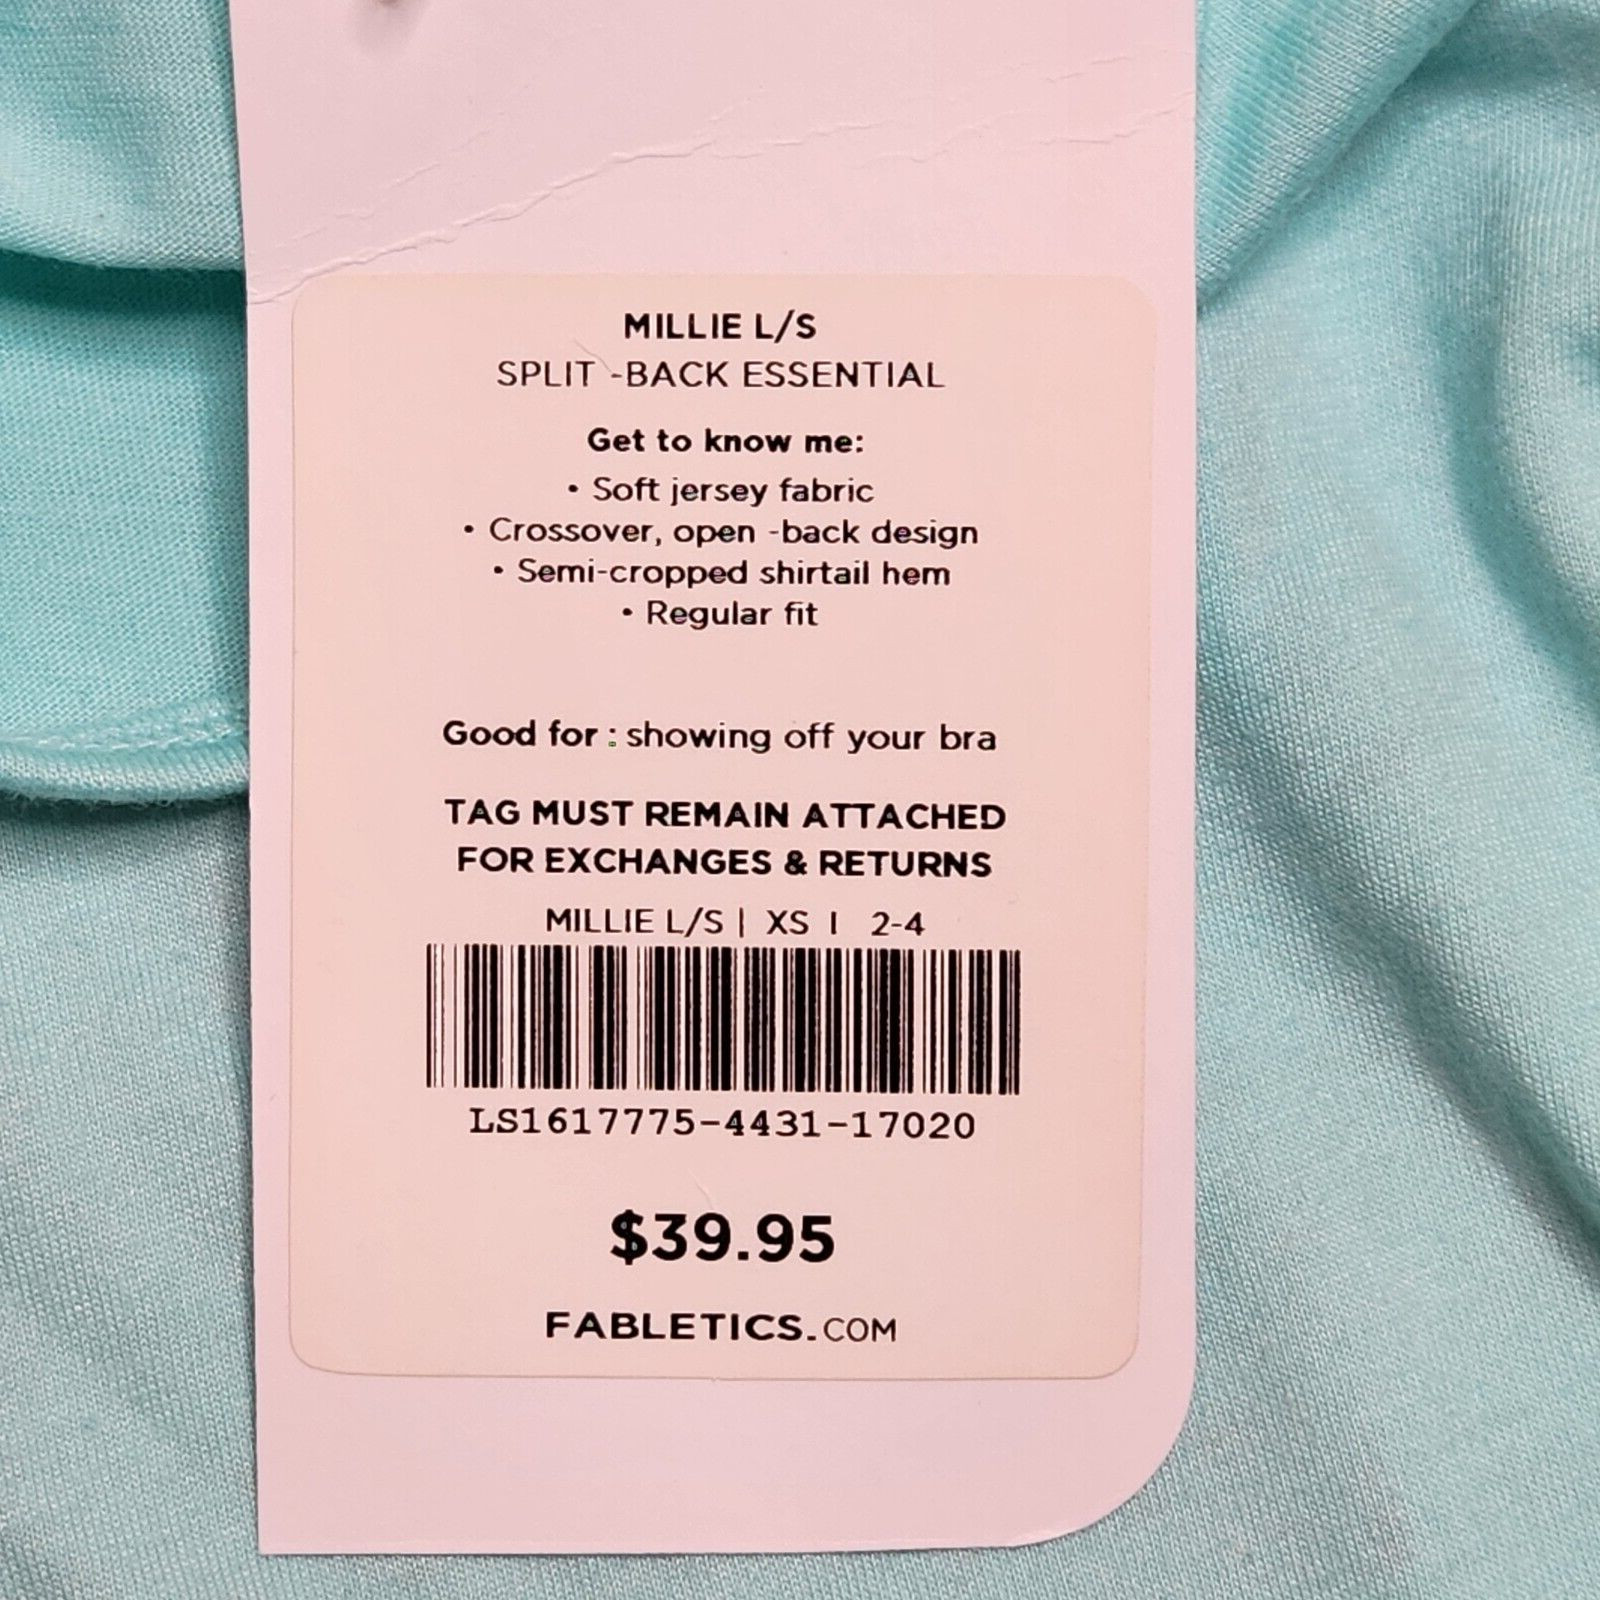 MILLIE L/S
SPLIT -BACK ESSENTIAL
Get to know me:
• Soft jersey fabric
• Crossover, open -back design
• Semi-cropped shirtail hem
• Regular fit
Good for : showing off your bra
TAG MUST REMAIN ATTACHED
FOR EXCHANGES & RETURNS
MILLIE L/S | XS | 2-4
LS1617775-4431-17020
$39.95
FABLETICS.COM